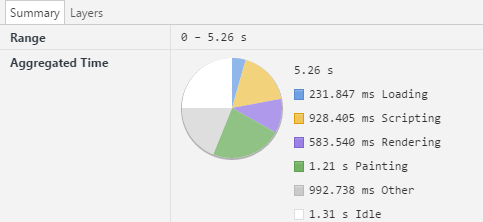 Summary Layers
Range 0 – 5.26 s
Aggregated Time
5.26 s
231.847 ms Loading
928.405 ms Scripting
583.540 ms Rendering
1.21 s Painting
992.738 ms Other
1.31 s Idle